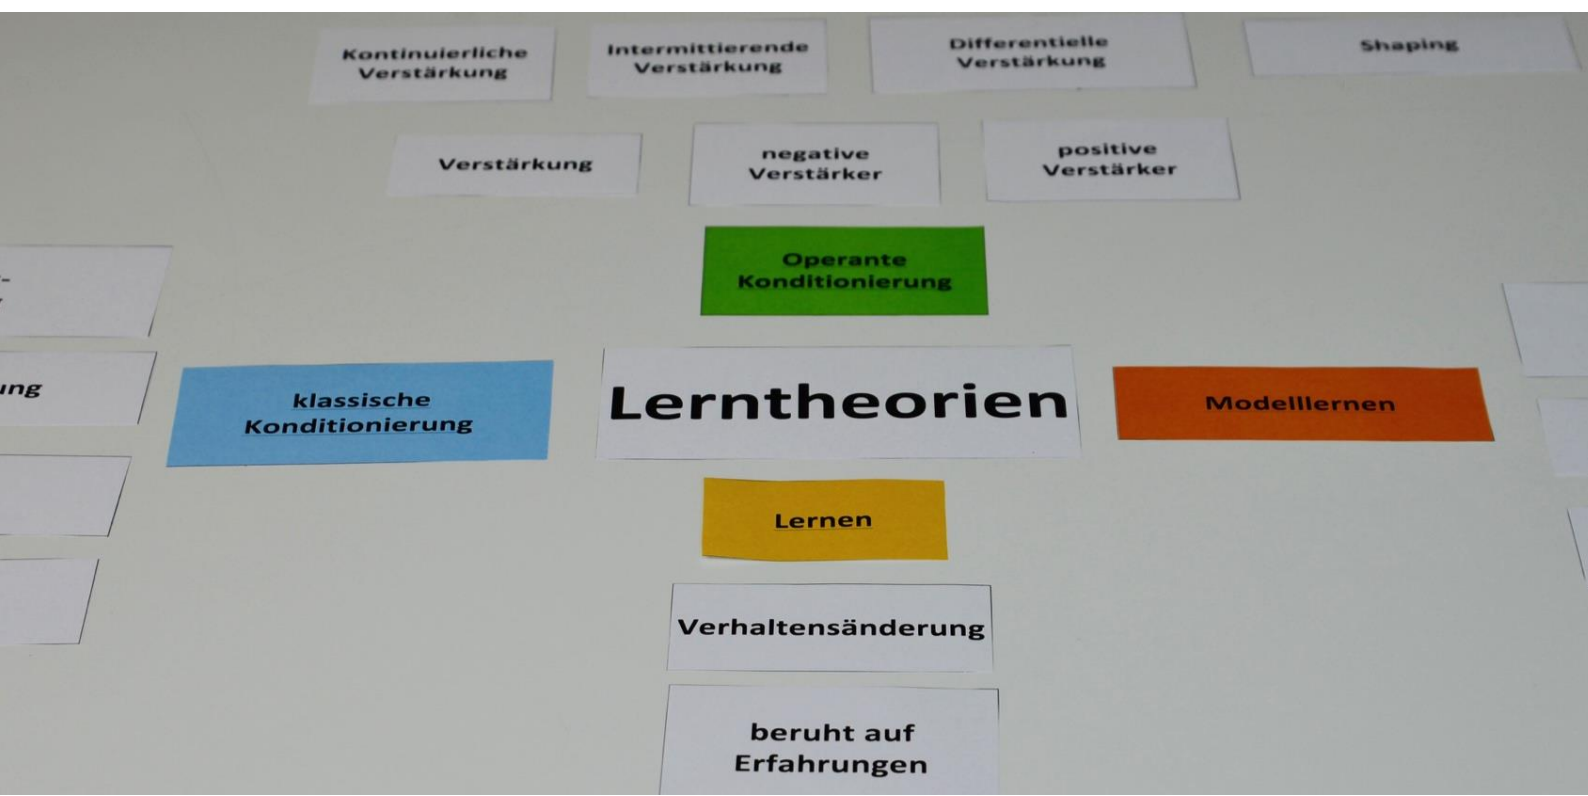 Kontinuierliche
Verstärkung
Intermittierende
Verstärkung
Differentielle
Verstärkung
Shaping
Verstärkung
negative
Verstärker
positive
Verstärker
Operante
Konditionierung
klassische
Konditionierung
Lerntheorien
Modelllernen
Lernen
Verhaltensänderung
beruht auf
Erfahrungen